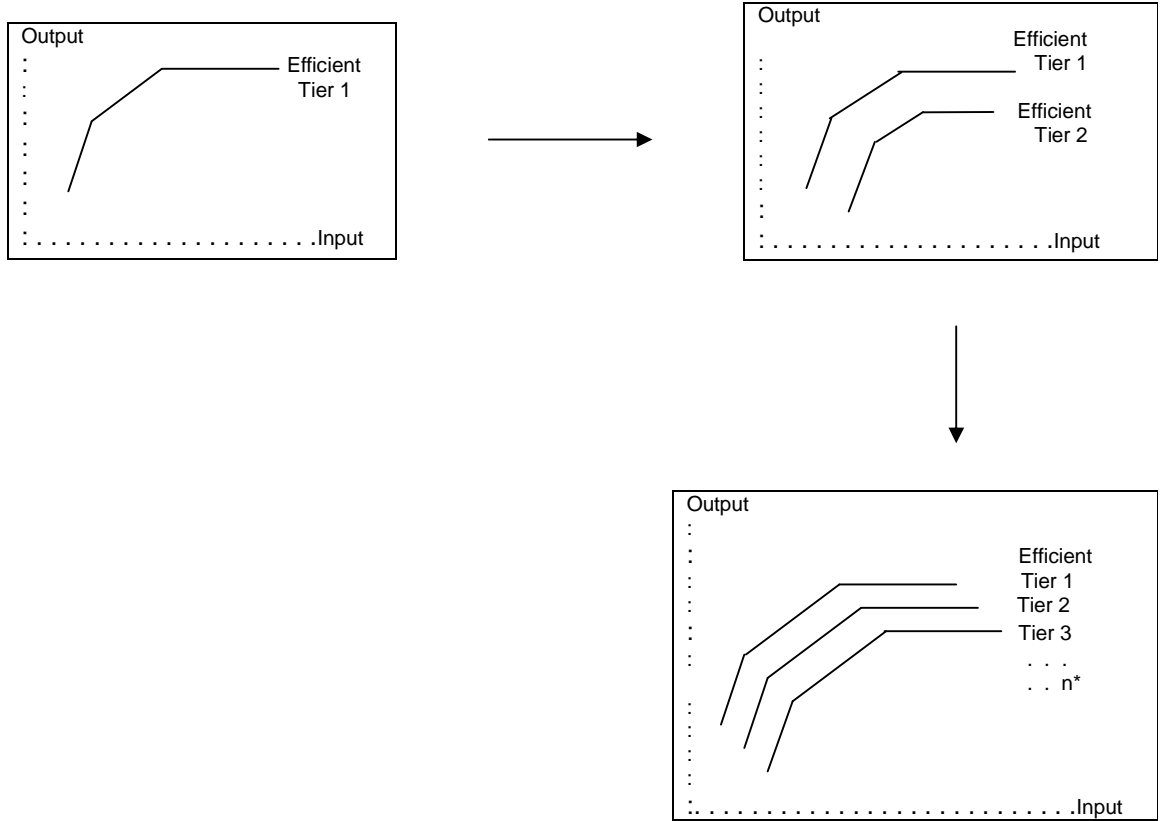 Output
Efficient
Tier 1
Input
Output
Efficient
Tier 1
Efficient
Tier 2
Input
Output
Efficient
Tier 1
Tier 2
Tier 3
. . .
. . n*
Input